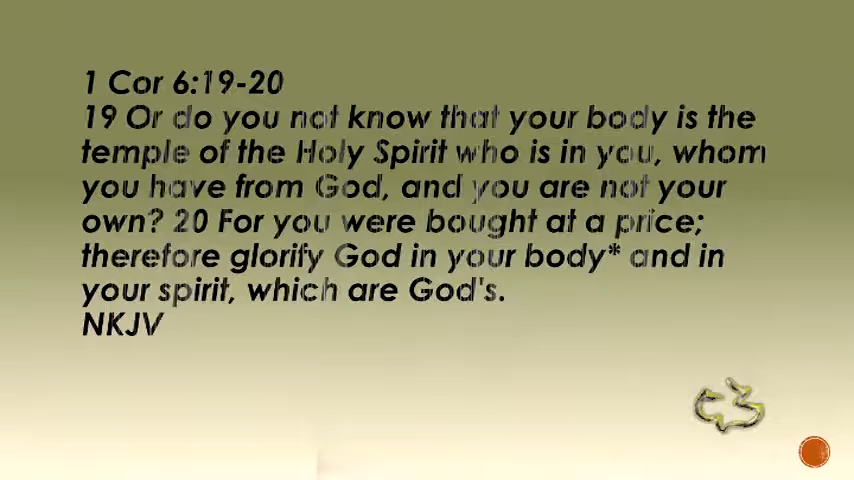 1 Cor 6:19-20
19 Or do you not know that your body is the
temple of the Holy Spirit who is in you, whom
you have from God, and you are not your
own? 20 For you were bought at a price;
therefore glorify God in your body* and in
your spirit, which are God's.
NKJV
C3